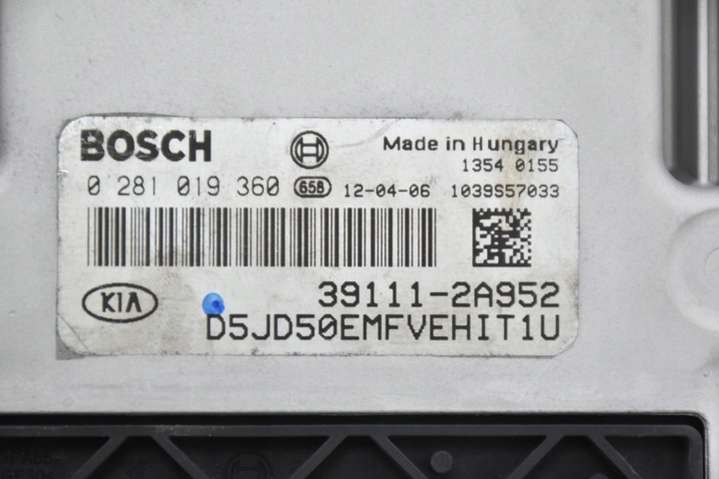 BOSCH Made in Hungary
1354 0155
0 281 019 360 658 12-04-06 1039S57033
KIA 39111-2A952
D5JD50EMFVEHIT1U